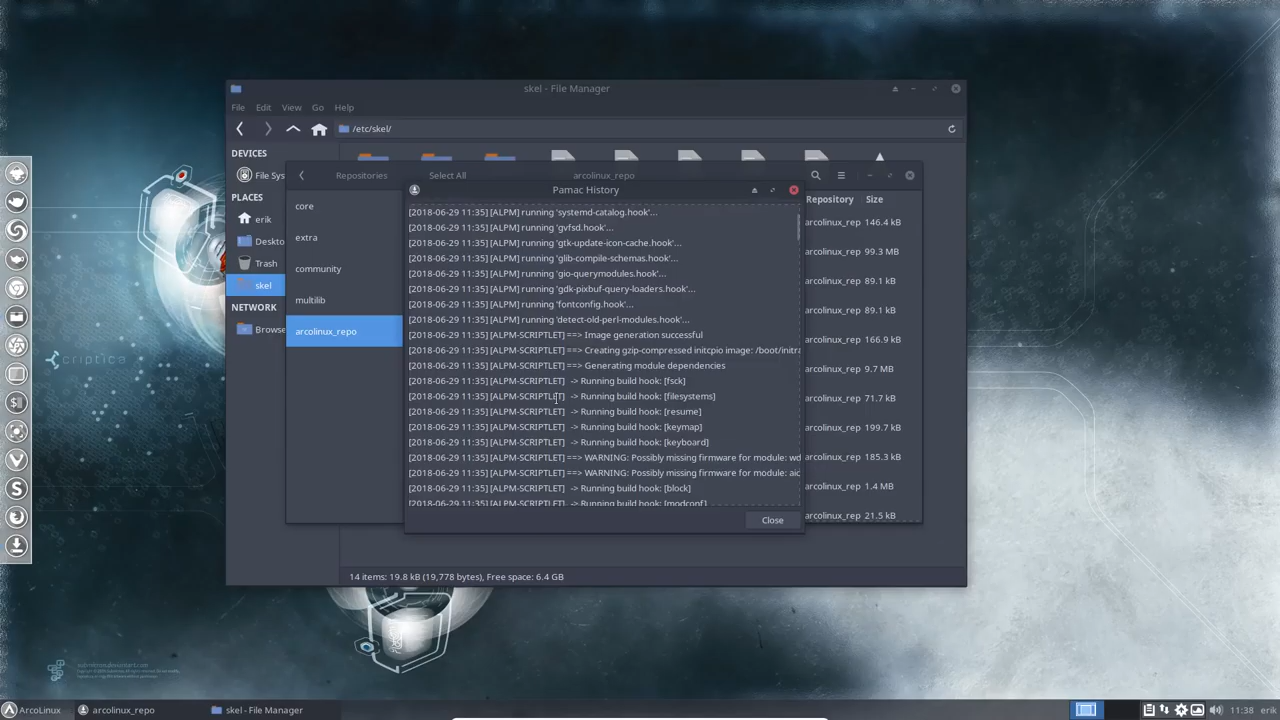 skel - File Manager
File Edit View Go Help
/etc/skel/
DEVICES
File Sys
PLACES
erik
Deskto
Trash
skel
NETWORK
Browse
Repositories Select All arcolinux_repo
core
extra
community
multilib
arcolinux_repo
Pamac History
[2018-06-29 11:35] [ALPM] running 'systemd-catalog.hook'...
[2018-06-29 11:35] [ALPM] running 'gvfsd.hook'...
[2018-06-29 11:35] [ALPM] running 'gtk-update-icon-cache.hook'...
[2018-06-29 11:35] [ALPM] running 'glib-compile-schemas.hook'...
[2018-06-29 11:35] [ALPM] running 'gio-querymodules.hook'...
[2018-06-29 11:35] [ALPM] running 'gdk-pixbuf-query-loaders.hook'...
[2018-06-29 11:35] [ALPM] running 'fontconfig.hook'...
[2018-06-29 11:35] [ALPM] running 'detect-old-perl-modules.hook'...
[2018-06-29 11:35] [ALPM-SCRIPTLET] ==> Image generation successful
[2018-06-29 11:35] [ALPM-SCRIPTLET] ==> Creating gzip-compressed initcpio image: /boot/initra
[2018-06-29 11:35] [ALPM-SCRIPTLET] ==> Generating module dependencies
[2018-06-29 11:35] [ALPM-SCRIPTLET] -> Running build hook: [fsck]
[2018-06-29 11:35] [ALPM-SCRIPTLET] -> Running build hook: [filesystems]
[2018-06-29 11:35] [ALPM-SCRIPTLET] -> Running build hook: [resume]
[2018-06-29 11:35] [ALPM-SCRIPTLET] -> Running build hook: [keymap]
[2018-06-29 11:35] [ALPM-SCRIPTLET] -> Running build hook: [keyboard]
[2018-06-29 11:35] [ALPM-SCRIPTLET] ==> WARNING: Possibly missing firmware for module: wd
[2018-06-29 11:35] [ALPM-SCRIPTLET] ==> WARNING: Possibly missing firmware for module: aic
[2018-06-29 11:35] [ALPM-SCRIPTLET] -> Running build hook: [block]
[2018-06-29 11:35] [ALPM-SCRIPTLET] -> Running build hook: [modconf]
Close
Repository Size
arcolinux_rep 146.4 kB
arcolinux_rep 99.3 MB
arcolinux_rep 89.1 kB
arcolinux_rep 89.1 kB
arcolinux_rep 166.9 kB
arcolinux_rep 9.7 MB
arcolinux_rep 71.7 kB
arcolinux_rep 199.7 kB
arcolinux_rep 185.3 kB
arcolinux_rep 1.4 MB
arcolinux_rep 21.5 kB
14 items: 19.8 kB (19,778 bytes), Free space: 6.4 GB
criptica
ArcoLinux arcolinux_repo skel - File Manager 11:38 erik